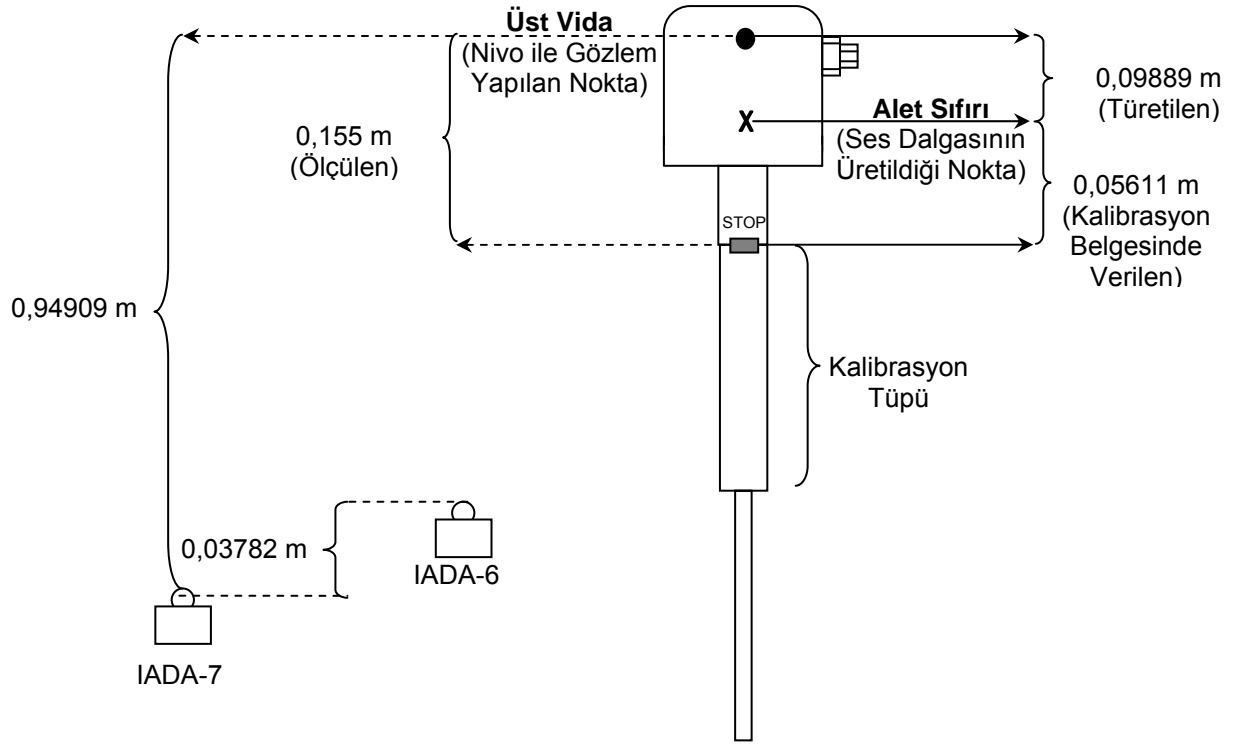 Üst Vida
(Nivo ile Gözlem
Yapılan Nokta)
0,09889 m
(Türetilen)
Alet Sıfırı
(Ses Dalgasının
Üretildiği Nokta)
X
0,155 m
(Ölçülen)
0,05611 m
(Kalibrasyon
Belgesinde
Verilen)
STOP
0,94909 m
Kalibrasyon
Tüpü
0,03782 m
IADA-6
IADA-7